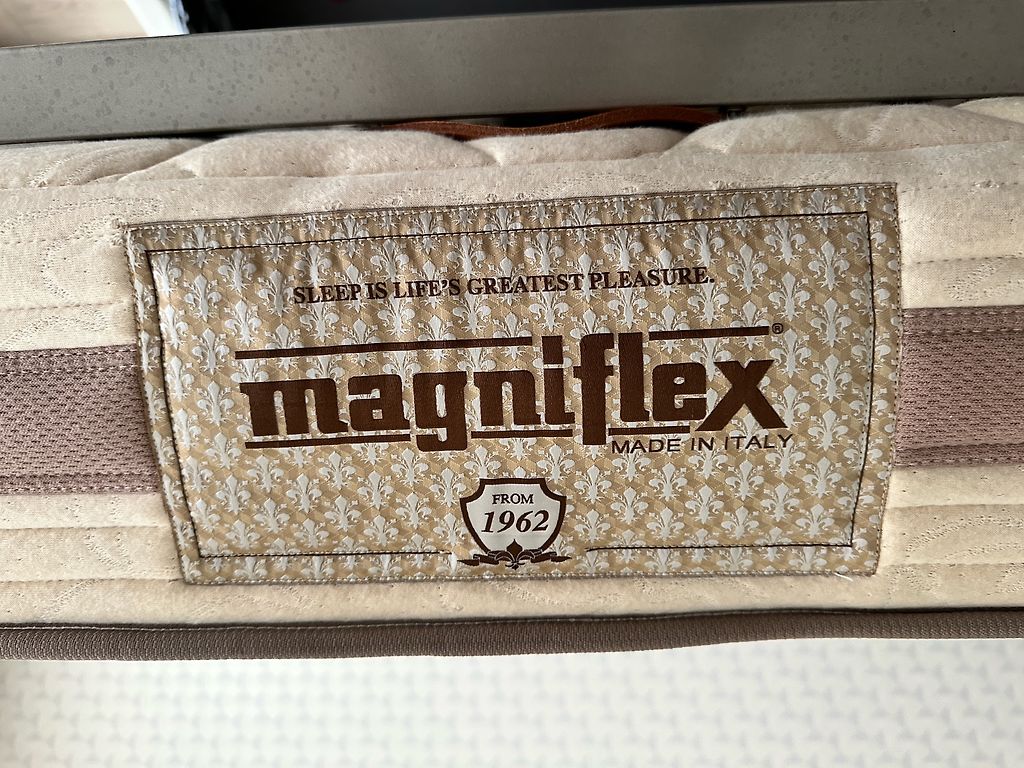 SLEEP IS LIFE'S GREATEST PLEASURE.
magniflex®
MADE IN ITALY
FROM
1962